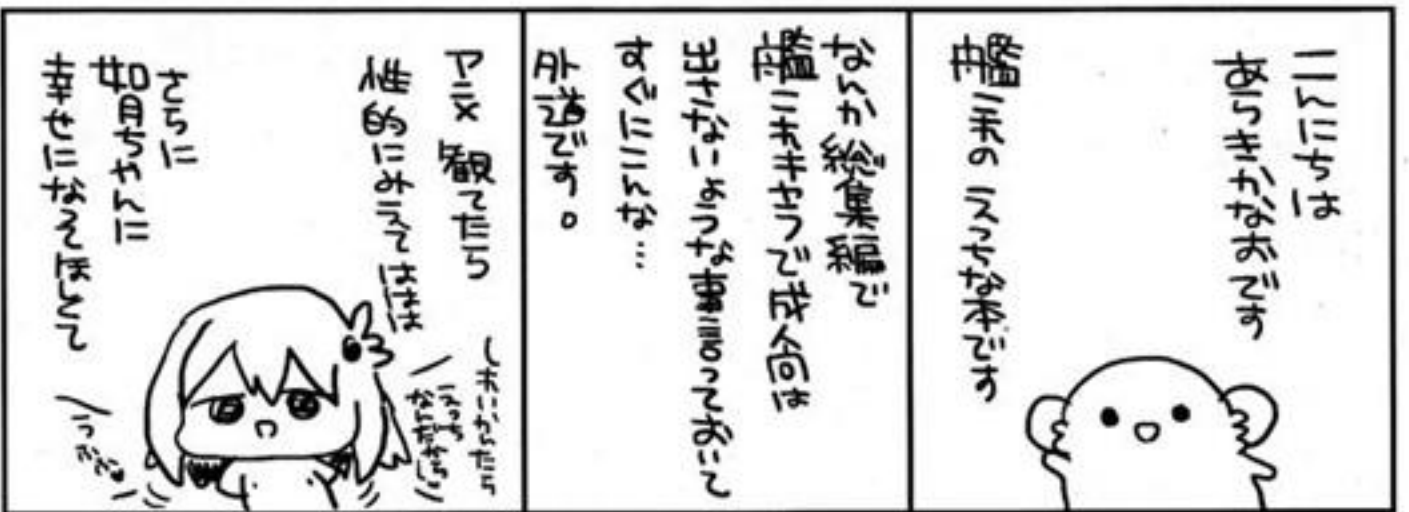 こんにちは
あらきかなおです
艦これの えっちな本です
なんか総集編で
艦これキャラで成人向は
出さないような事言っておいて
すぐにこんな…
外道です。
アニメ 観てたら
性的にみえてはは
さらに
如月ちゃんに
幸せになってほしくて
うふふ♥